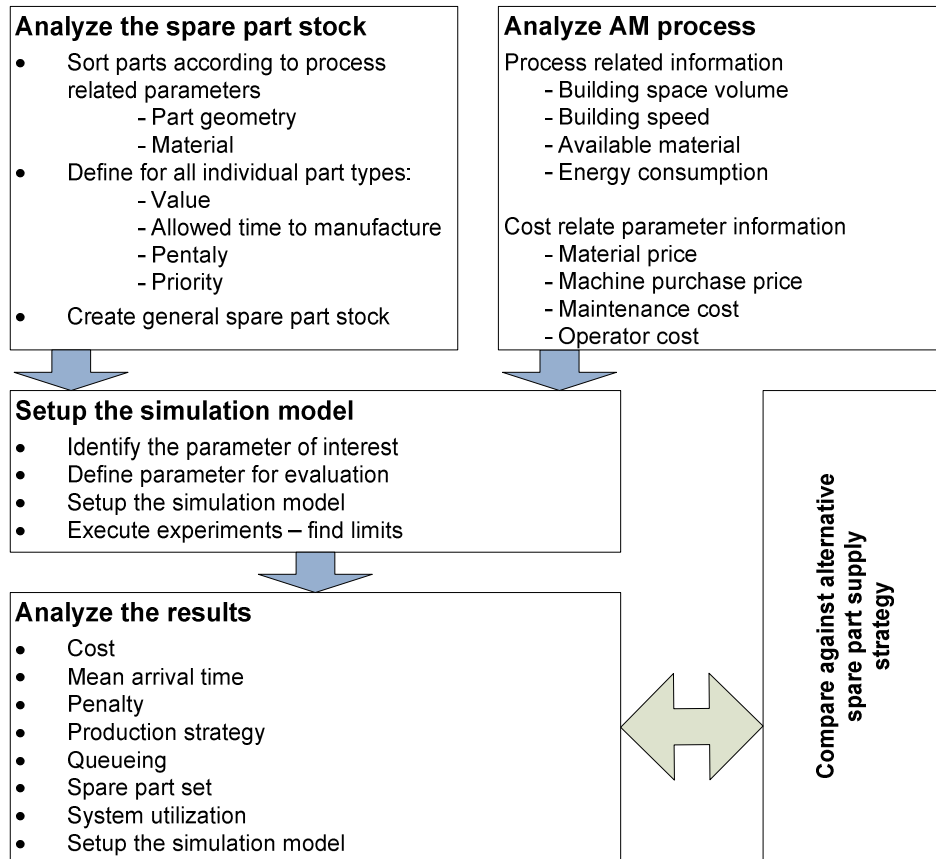 Analyze the spare part stock
• Sort parts according to process
related parameters
- Part geometry
- Material
• Define for all individual part types:
- Value
- Allowed time to manufacture
- Pentaly
- Priority
• Create general spare part stock
Analyze AM process
Process related information
- Building space volume
- Building speed
- Available material
- Energy consumption
Cost relate parameter information
- Material price
- Machine purchase price
- Maintenance cost
- Operator cost
Setup the simulation model
• Identify the parameter of interest
• Define parameter for evaluation
• Setup the simulation model
• Execute experiments – find limits
Analyze the results
• Cost
• Mean arrival time
• Penalty
• Production strategy
• Queueing
• Spare part set
• System utilization
• Setup the simulation model
Compare against alternative
spare part supply
strategy